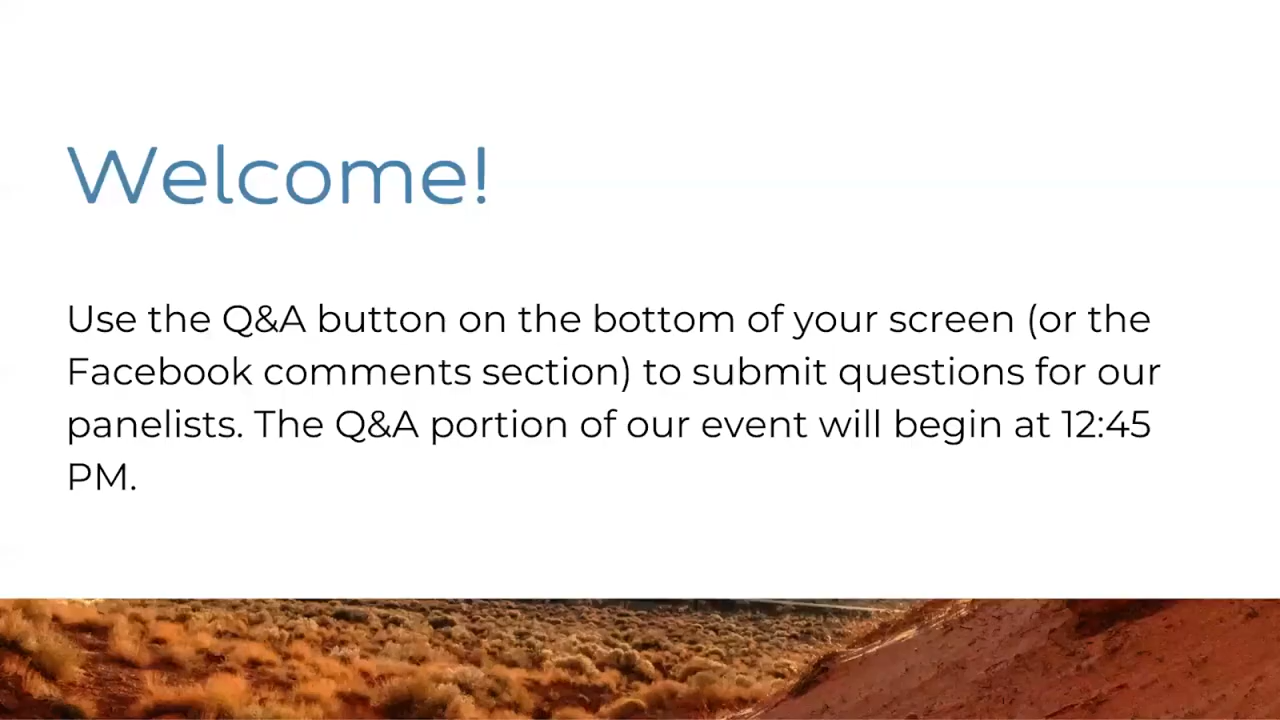 Welcome!
Use the Q&A button on the bottom of your screen (or the
Facebook comments section) to submit questions for our
panelists. The Q&A portion of our event will begin at 12:45
PM.